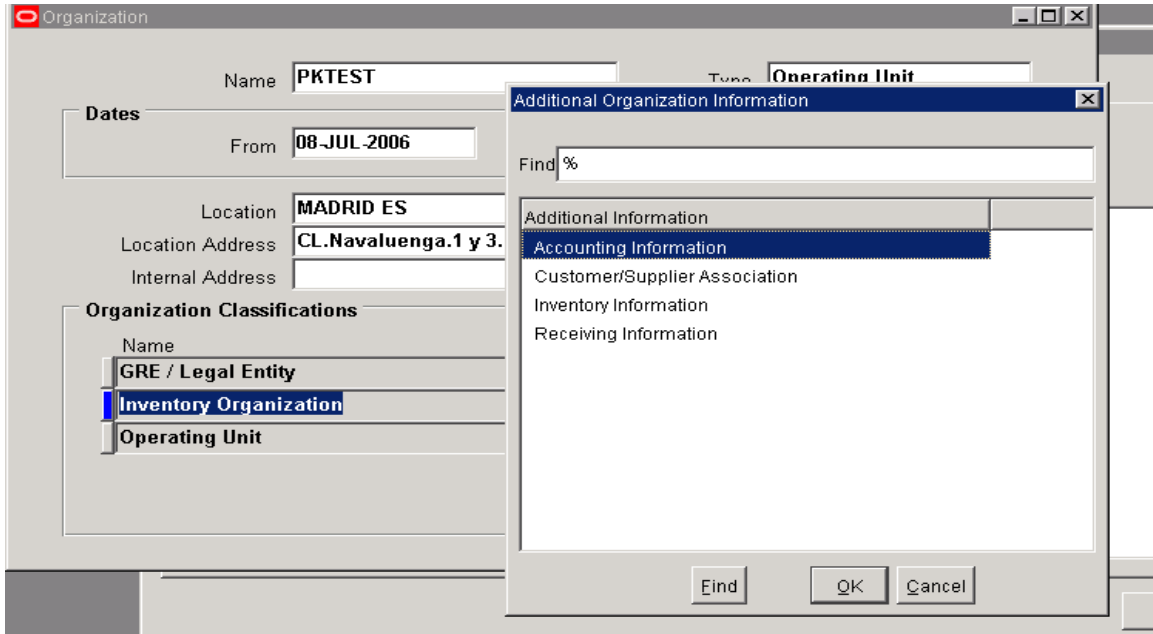 Organization
Name PKTEST Type Operating Unit
Dates
From 08-JUL-2006
Location MADRID ES
Location Address CL.Navaluenga.1 y 3.
Internal Address
Organization Classifications
Name
GRE / Legal Entity
Inventory Organization
Operating Unit
Additional Organization Information
Find %
Additional Information
Accounting Information
Customer/Supplier Association
Inventory Information
Receiving Information
Find OK Cancel